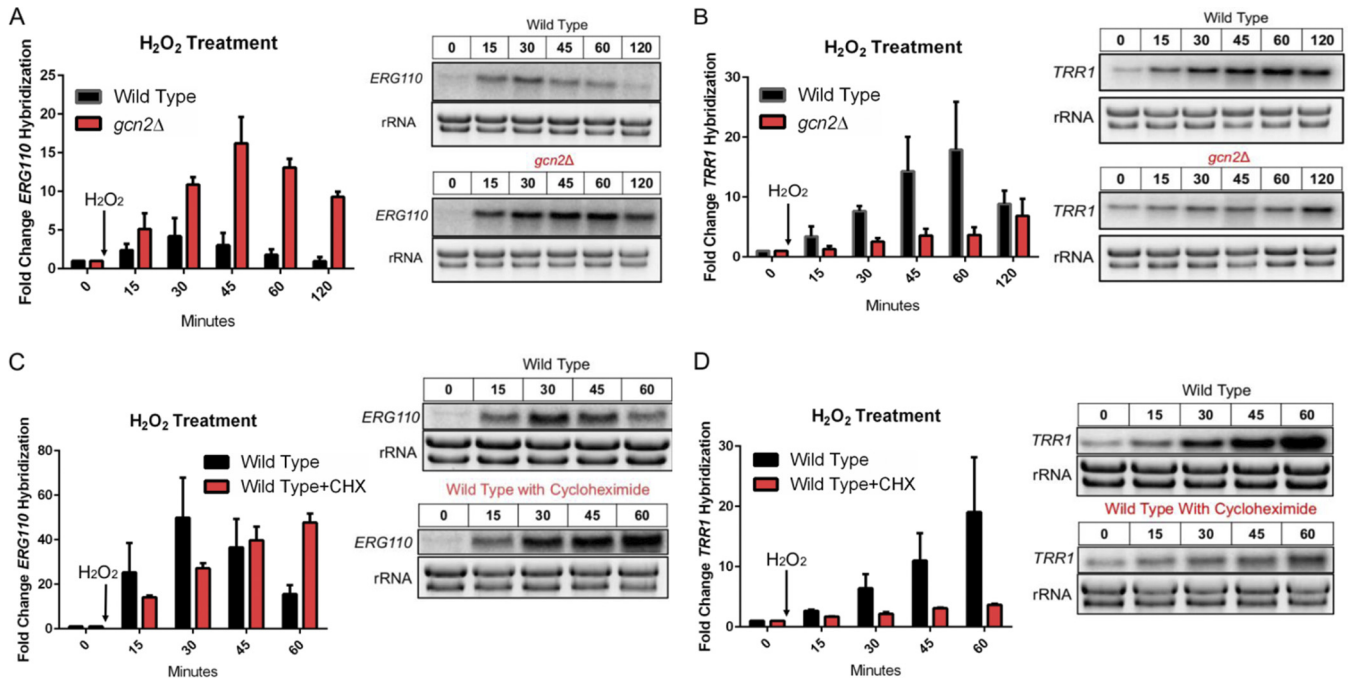 A
H₂O₂ Treatment
Fold Change ERG110 Hybridization
25
20
15
10
5
0
Wild Type
gcn2Δ
H₂O₂
0 15 30 45 60 120
Minutes
Wild Type
0 15 30 45 60 120
ERG110
rRNA
gcn2Δ
0 15 30 45 60 120
ERG110
rRNA
B
H₂O₂ Treatment
Fold Change TRR1 Hybridization
30
20
10
0
Wild Type
gcn2Δ
H₂O₂
0 15 30 45 60 120
Minutes
Wild Type
0 15 30 45 60 120
TRR1
rRNA
gcn2Δ
0 15 30 45 60 120
TRR1
rRNA
C
H₂O₂ Treatment
Fold Change ERG110 Hybridization
80
60
40
20
0
Wild Type
Wild Type+CHX
H₂O₂
0 15 30 45 60
Minutes
Wild Type
0 15 30 45 60
ERG110
rRNA
Wild Type with Cycloheximide
0 15 30 45 60
ERG110
rRNA
D
H₂O₂ Treatment
Fold Change TRR1 Hybridization
30
20
10
0
Wild Type
Wild Type+CHX
H₂O₂
0 15 30 45 60
Minutes
Wild Type
0 15 30 45 60
TRR1
rRNA
Wild Type With Cycloheximide
0 15 30 45 60
TRR1
rRNA